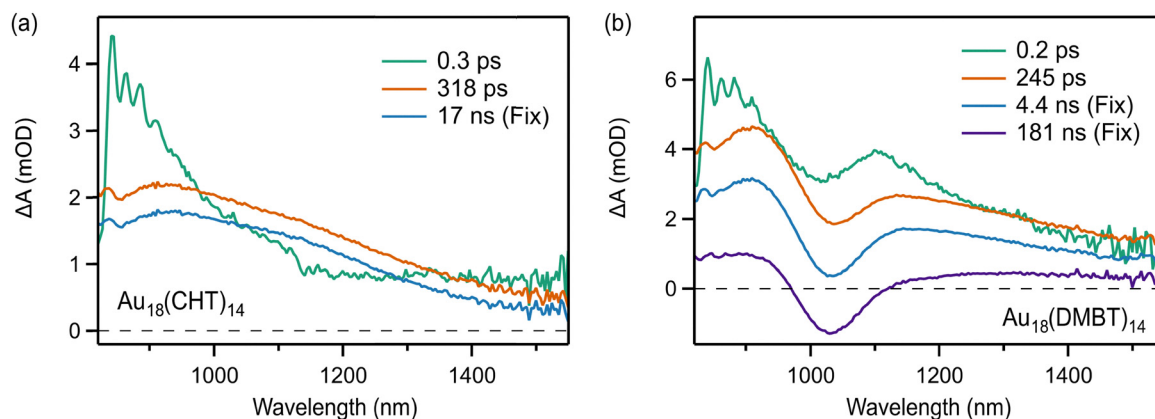 (a)
0.3 ps
318 ps
17 ns (Fix)
4
3
2
1
0
ΔA (mOD)
Au₁₈(CHT)₁₄
1000
1200
1400
Wavelength (nm)
(b)
0.2 ps
245 ps
4.4 ns (Fix)
181 ns (Fix)
6
4
2
0
ΔA (mOD)
Au₁₈(DMBT)₁₄
1000
1200
1400
Wavelength (nm)